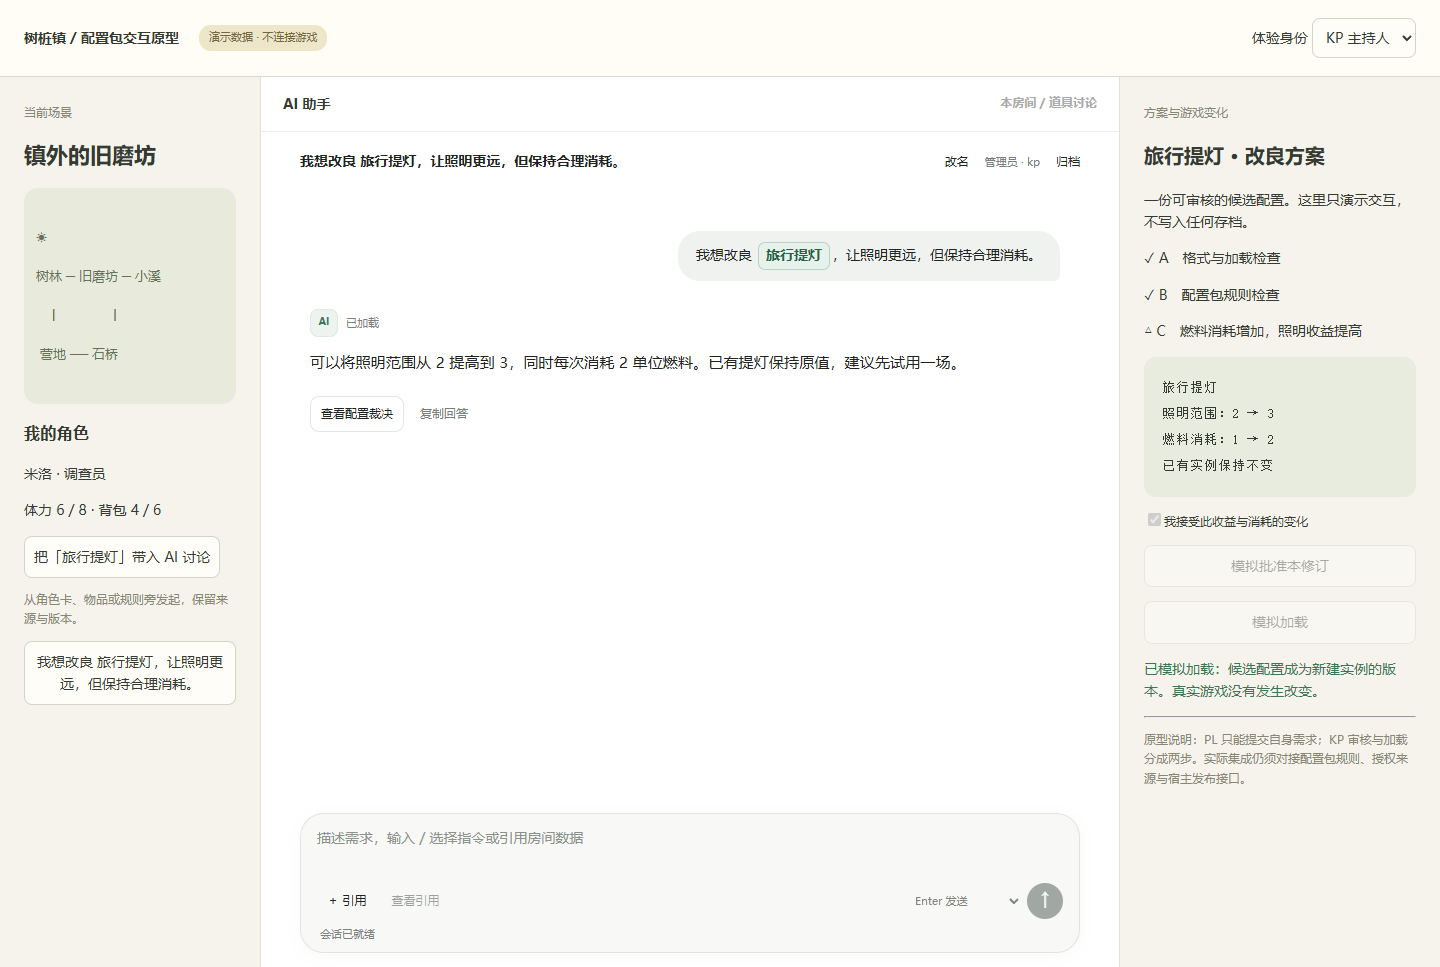 树桩镇 / 配置包交互原型
演示数据 · 不连接游戏
体验身份
KP 主持人
当前场景
镇外的旧磨坊
树林 — 旧磨坊 — 小溪
|	|
营地 —— 石桥
我的角色
米洛 · 调查员
体力 6 / 8 · 背包 4 / 6
把「旅行提灯」带入 AI 讨论
从角色卡、物品或规则旁发起，保留来
源与版本。
我想改良 旅行提灯，让照明更
远，但保持合理消耗。
AI 助手
本房间 / 道具讨论
我想改良 旅行提灯，让照明更远，但保持合理消耗。
改名
管理员 · kp
归档
我想改良 旅行提灯 ，让照明更远，但保持合理消耗。
AI
已加载
可以将照明范围从 2 提高到 3，同时每次消耗 2 单位燃料。已有提灯保持原值，建议先试用一场。
查看配置裁决
复制回答
描述需求，输入 / 选择指令或引用房间数据
+ 引用
查看引用
Enter 发送
会话已就绪
方案与游戏变化
旅行提灯 · 改良方案
一份可审核的候选配置。这里只演示交互，
不写入任何存档。
✓ A 格式与加载检查
✓ B 配置包规则检查
△ C 燃料消耗增加，照明收益提高
旅行提灯
照明范围：2 → 3
燃料消耗：1 → 2
已有实例保持不变
我接受此收益与消耗的变化
模拟批准本修订
模拟加载
已模拟加载：候选配置成为新建实例的版
本。真实游戏没有发生改变。
原型说明：PL 只能提交自身需求；KP 审核与加载
分成两步。实际集成仍须对接配置包规则、授权来
源与宿主发布接口。